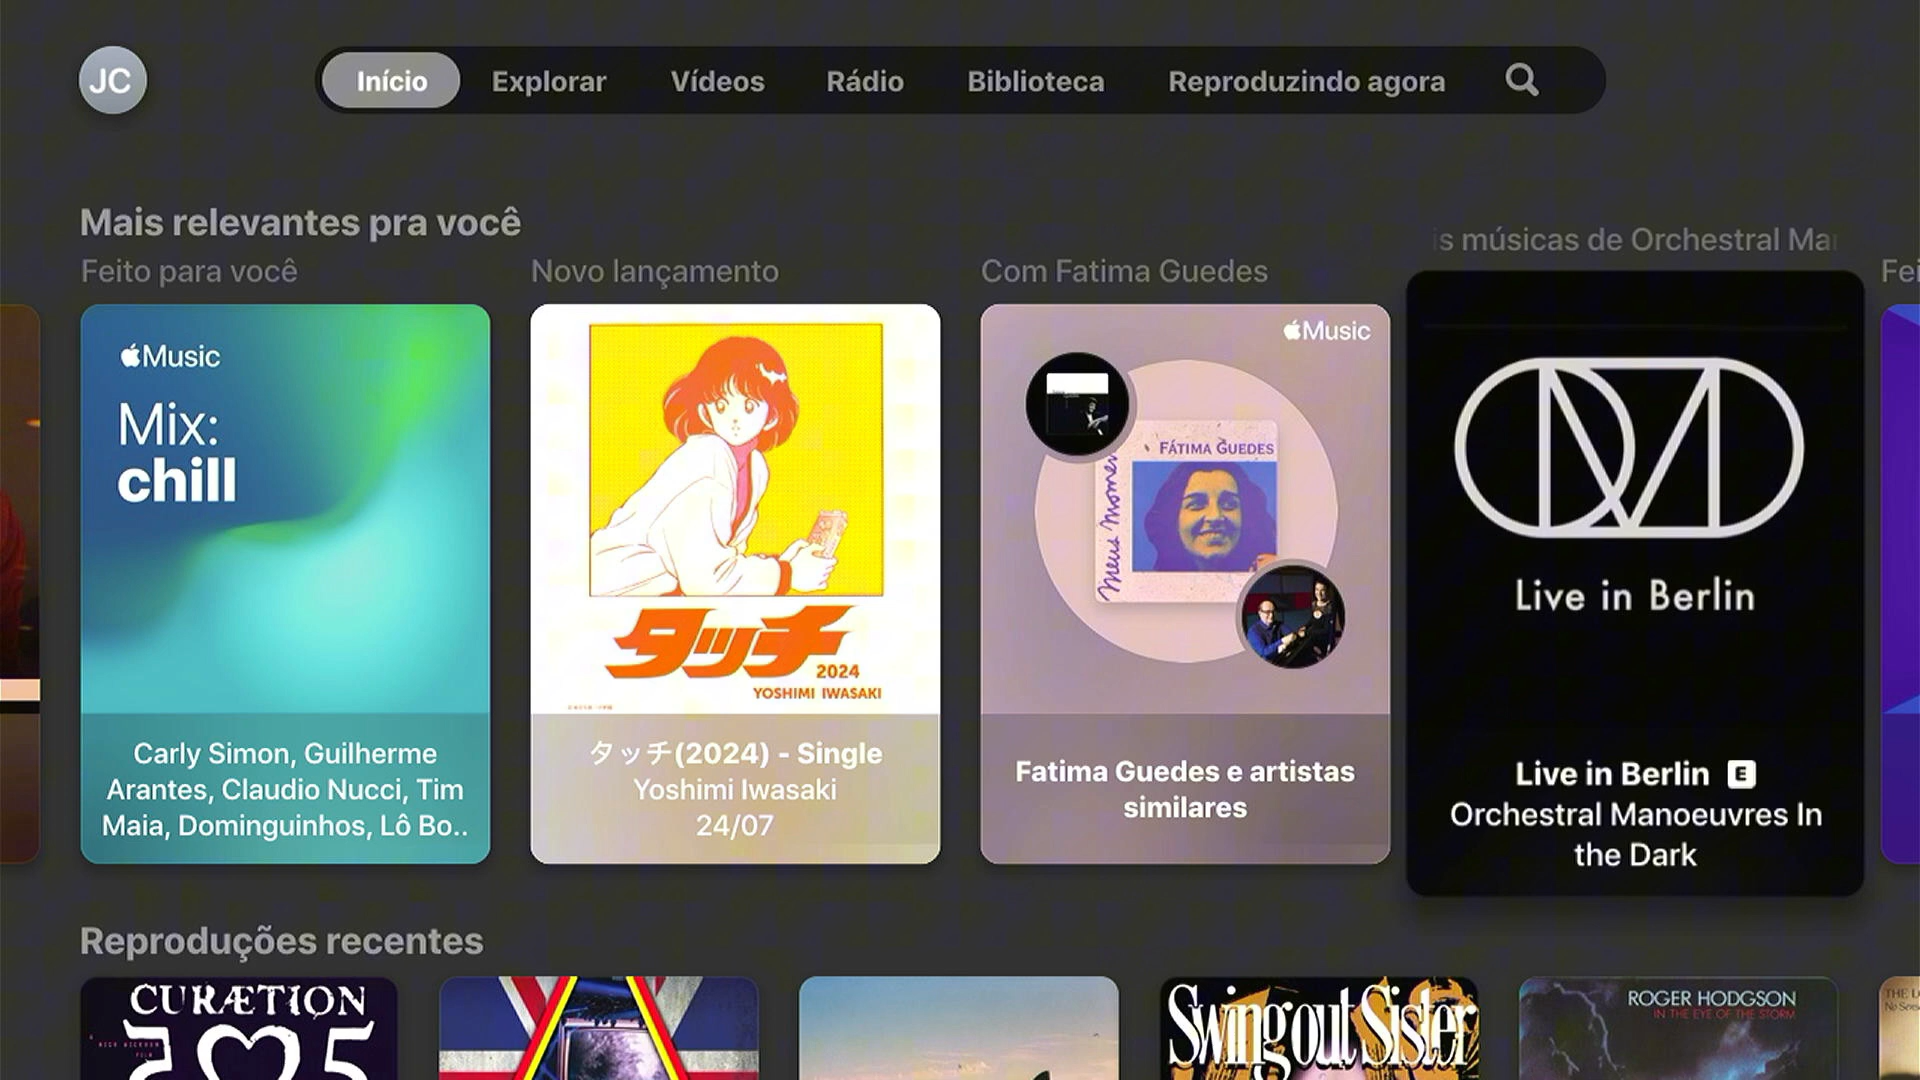 JC
Início
Explorar
Vídeos
Rádio
Biblioteca
Reproduzindo agora
Mais relevantes pra você
Feito para você
Novo lançamento
Com Fatima Guedes
músicas de Orchestral
Music
Mix:
chill
Carly Simon, Guilherme
Arantes, Claudio Nucci, Tim
Maia, Dominguinhos, Lô Bo..
タッチ
2024
YOSHIMI IWASAKI
タッチ(2024) - Single
Yoshimi Iwasaki
24/07
Music
FÁTIMA GUEDES
Meus Momen
Fatima Guedes e artistas
similares
OMD
Live in Berlin
Live in Berlin E
Orchestral Manoeuvres In
the Dark
Reproduções recentes
CURÆTION
Swing out Sister
ROGER HODGSON
IN THE EYE OF THE STORM